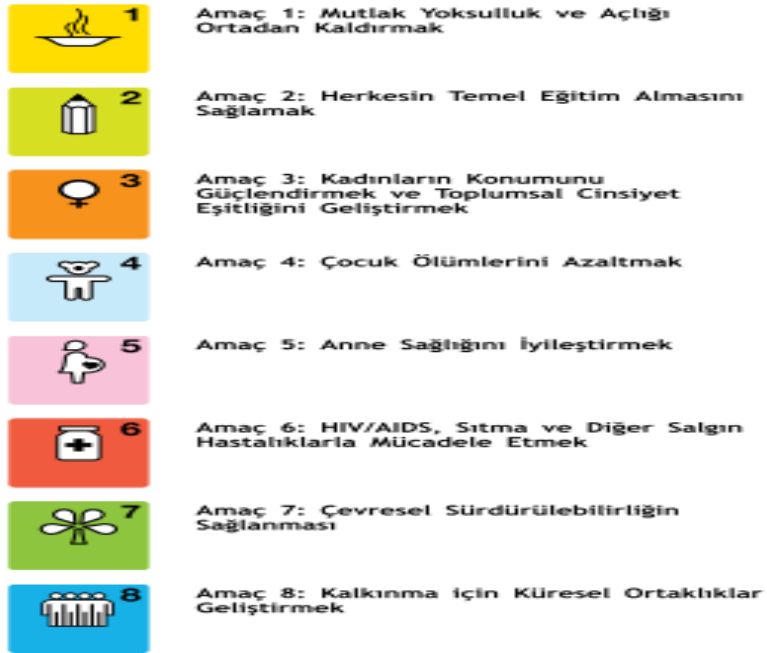 1
Amaç 1: Mutlak Yoksulluk ve Açlığı
Ortadan Kaldırmak
2
Amaç 2: Herkesin Temel Eğitim Almasını
Sağlamak
3
Amaç 3: Kadınların Konumunu
Güçlendirmek ve Toplumsal Cinsiyet
Eşitliğini Geliştirmek
4
Amaç 4: Çocuk Ölümlerini Azaltmak
5
Amaç 5: Anne Sağlığını İyileştirmek
6
Amaç 6: HIV/AIDS, Sıtma ve Diğer Salgın
Hastalıklarla Mücadele Etmek
7
Amaç 7: Çevresel Sürdürülebilirliğin
Sağlanması
8
Amaç 8: Kalkınma için Küresel Ortaklıklar
Geliştirmek